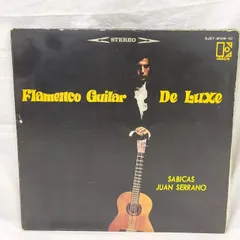 STEREO
Flamenco Guitar De Luxe
SABICAS
JUAN SERRANO